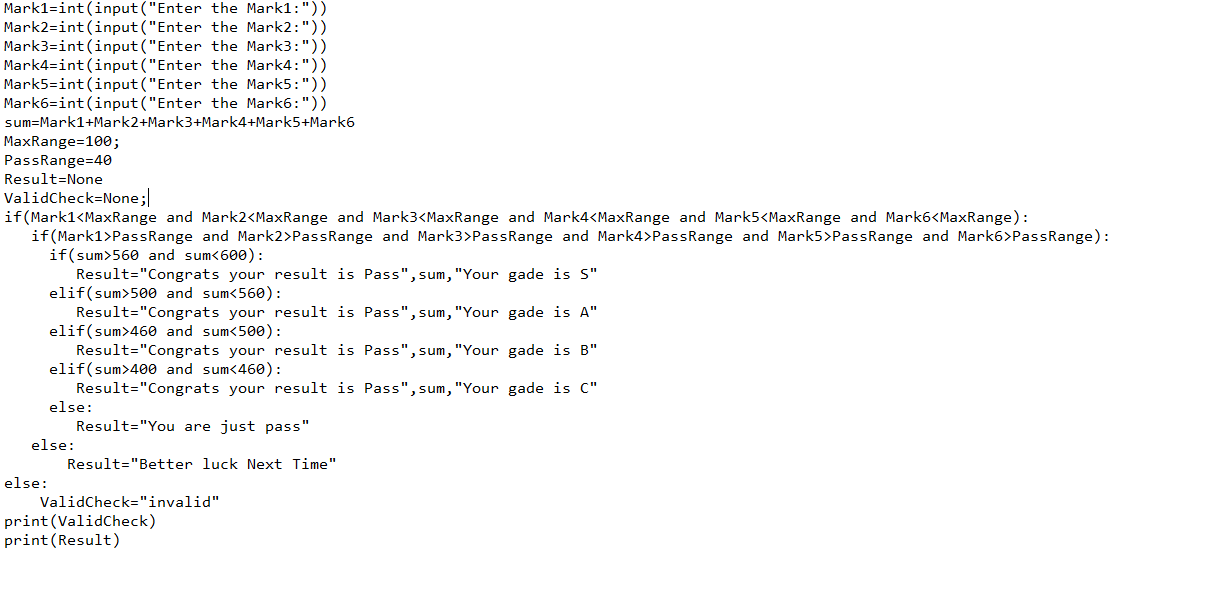 Mark1=int(input("Enter the Mark1:"))
Mark2=int(input("Enter the Mark2:"))
Mark3=int(input("Enter the Mark3:"))
Mark4=int(input("Enter the Mark4:"))
Mark5=int(input("Enter the Mark5:"))
Mark6=int(input("Enter the Mark6:"))
sum=Mark1+Mark2+Mark3+Mark4+Mark5+Mark6
MaxRange=100;
PassRange=40
Result=None
ValidCheck=None;
if(Mark1<MaxRange and Mark2<MaxRange and Mark3<MaxRange and Mark4<MaxRange and Mark5<MaxRange and Mark6<MaxRange):
   if(Mark1>PassRange and Mark2>PassRange and Mark3>PassRange and Mark4>PassRange and Mark5>PassRange and Mark6>PassRange):
     if(sum>560 and sum<600):
        Result="Congrats your result is Pass",sum,"Your gade is S"
     elif(sum>500 and sum<560):
        Result="Congrats your result is Pass",sum,"Your gade is A"
     elif(sum>460 and sum<500):
        Result="Congrats your result is Pass",sum,"Your gade is B"
     elif(sum>400 and sum<460):
        Result="Congrats your result is Pass",sum,"Your gade is C"
     else:
        Result="You are just pass"
   else:
       Result="Better luck Next Time"
else:
    ValidCheck="invalid"
print(ValidCheck)
print(Result)